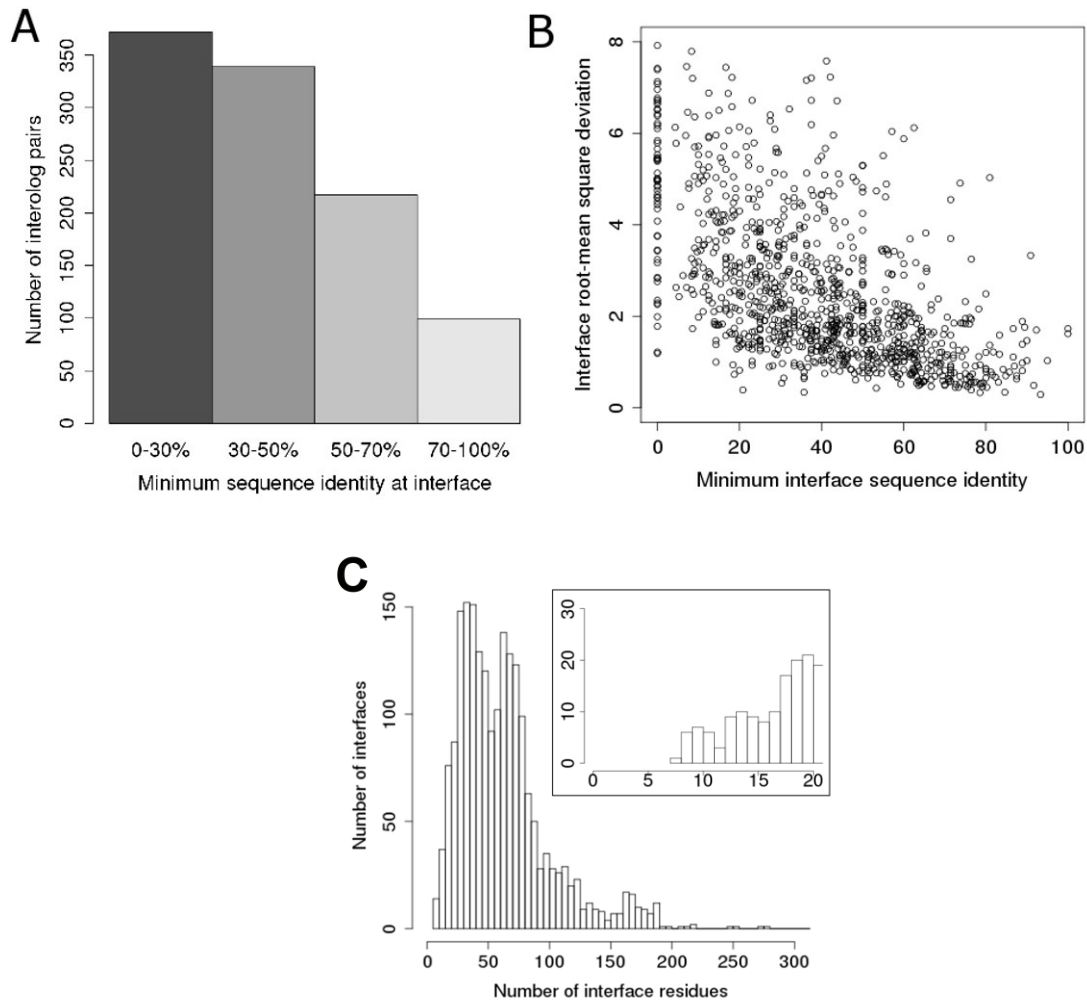 A
Number of interolog pairs
350
300
250
200
150
100
50
0
0-30% 30-50% 50-70% 70-100%
Minimum sequence identity at interface
B
Interface root-mean square deviation
8
6
4
2
0
0 20 40 60 80 100
Minimum interface sequence identity
C
Number of interfaces
150
100
50
0
0 50 100 150 200 250 300
Number of interface residues
30
20
10
0
0 5 10 15 20